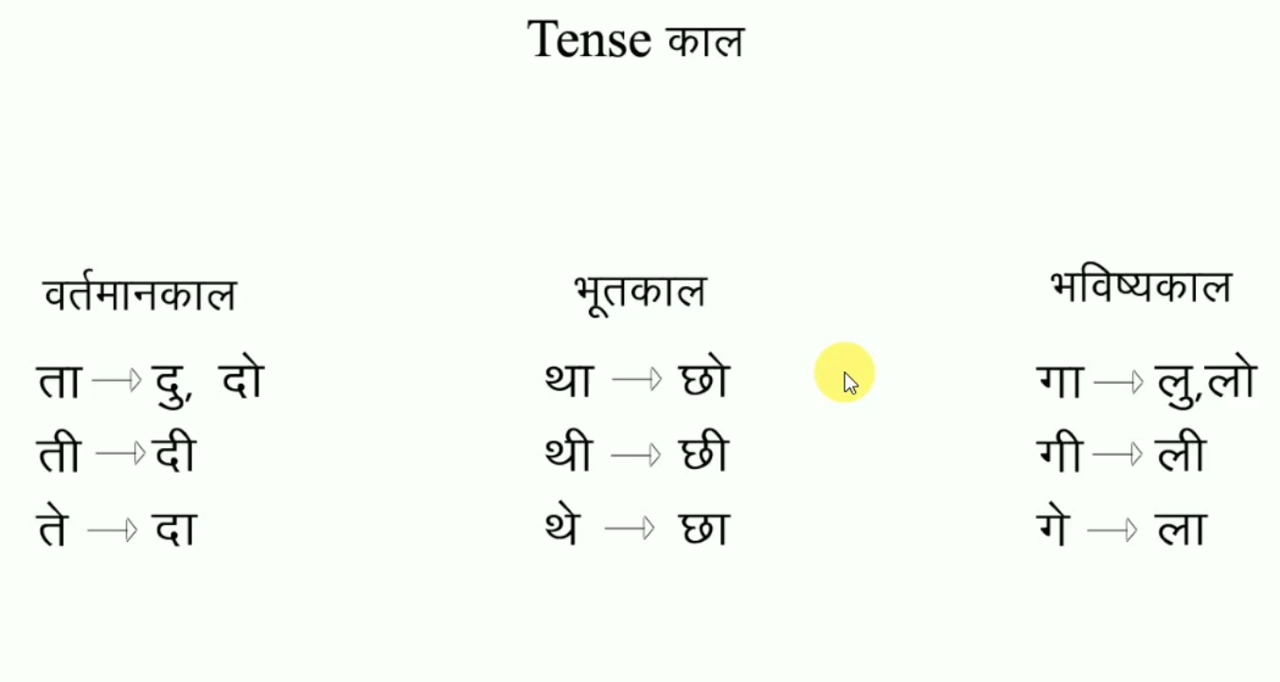 Tense काल
वर्तमानकाल भूतकाल भविष्यकाल
ता → दु, दो था → छो गा → लु,लो
ती → दी थी → छी गी → ली
ते → दा थे → छा गे → ला